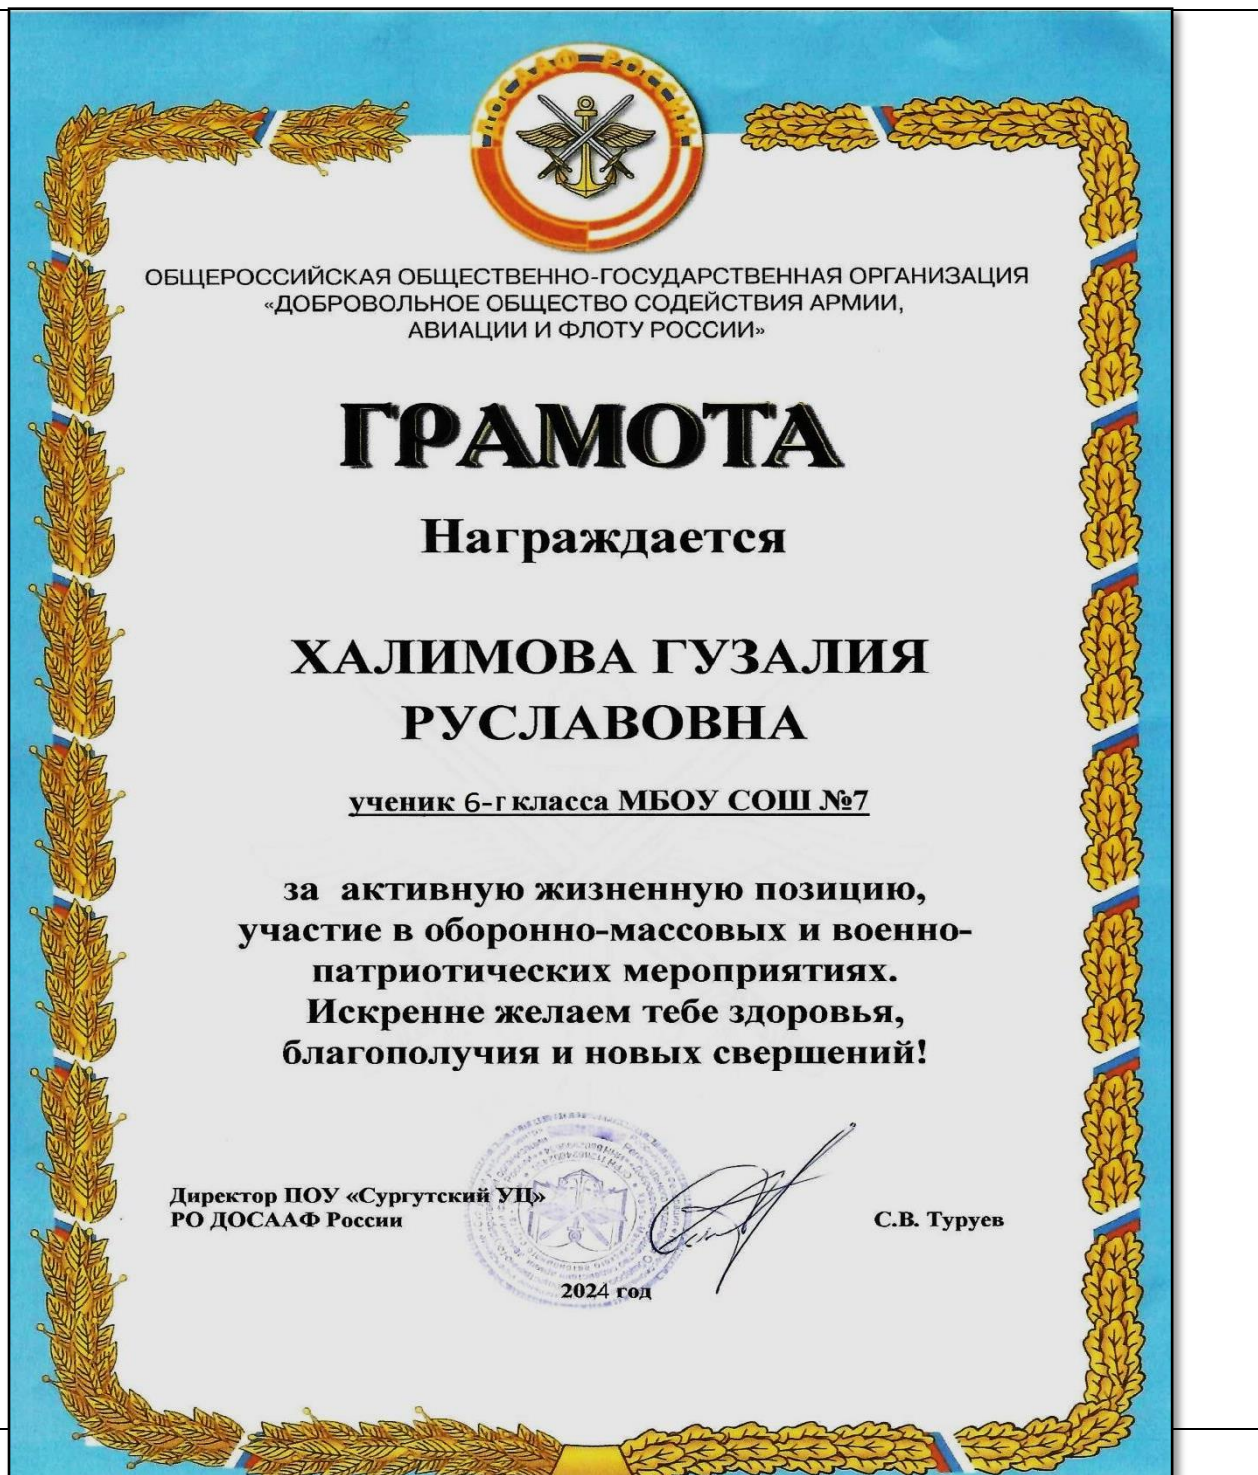 ДОСААФ РОССИИ
ОБЩЕРОССИЙСКАЯ ОБЩЕСТВЕННО-ГОСУДАРСТВЕННАЯ ОРГАНИЗАЦИЯ
«ДОБРОВОЛЬНОЕ ОБЩЕСТВО СОДЕЙСТВИЯ АРМИИ,
АВИАЦИИ И ФЛОТУ РОССИИ»
ГРАМОТА
Награждается
ХАЛИМОВА ГУЗАЛИЯ
РУСЛАВОВНА
ученик 6-г класса МБОУ СОШ №7
за активную жизненную позицию,
участие в оборонно-массовых и военно-
патриотических мероприятиях.
Искренне желаем тебе здоровья,
благополучия и новых свершений!
Директор ПОУ «Сургутский УЦ»
РО ДОСААФ России
С.В. Туруев
2024 год